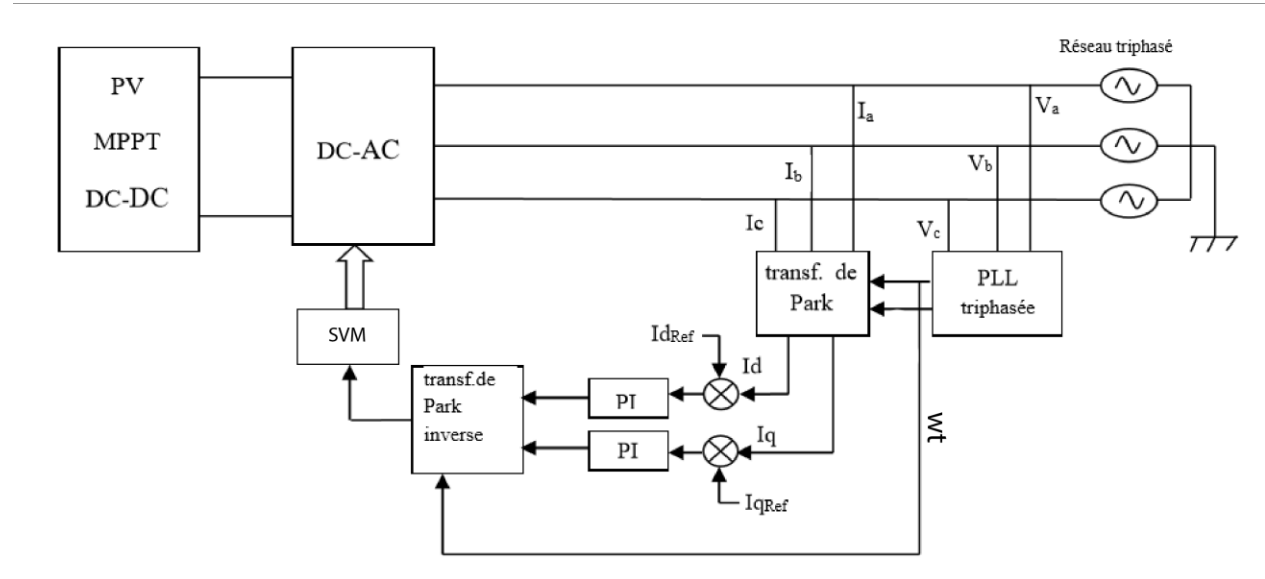 Réseau triphasé
PV
MPPT
DC-DC
DC-AC
Ia
Va
Ib
Vb
Ic
Vc
transf. de
Park
PLL
triphasée
SVM
IdRef
Id
transf.de
Park
inverse
PI
PI
Iq
IqRef
wt